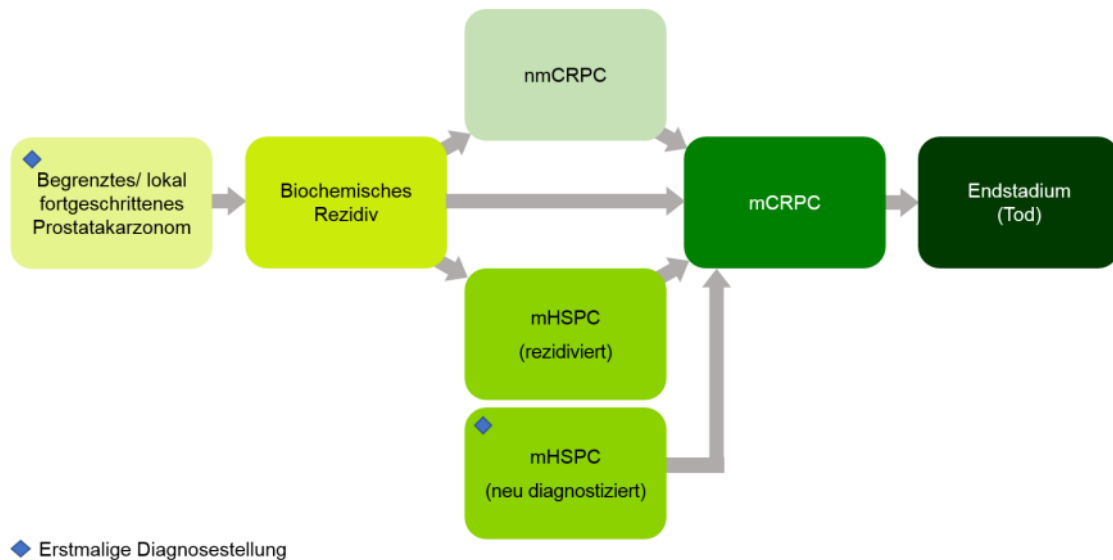 nmCRPC
Begrenztes/ lokal
fortgeschrittenes
Prostatakarzonom
Biochemisches
Rezidiv
mCRPC
Endstadium
(Tod)
mHSPC
(rezidiviert)
mHSPC
(neu diagnostiziert)
Erstmalige Diagnosestellung